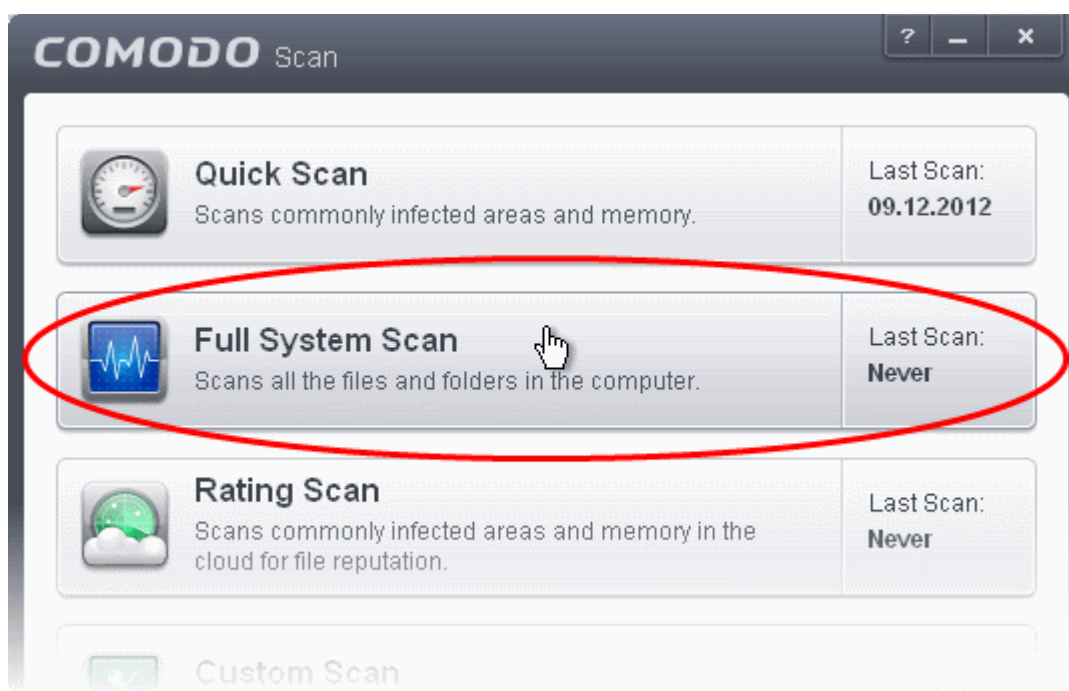 COMODO Scan
?
Quick Scan
Scans commonly infected areas and memory.
Last Scan:
09.12.2012
Full System Scan
Scans all the files and folders in the computer.
Last Scan:
Never
Rating Scan
Scans commonly infected areas and memory in the
cloud for file reputation.
Last Scan:
Never
Custom Scan